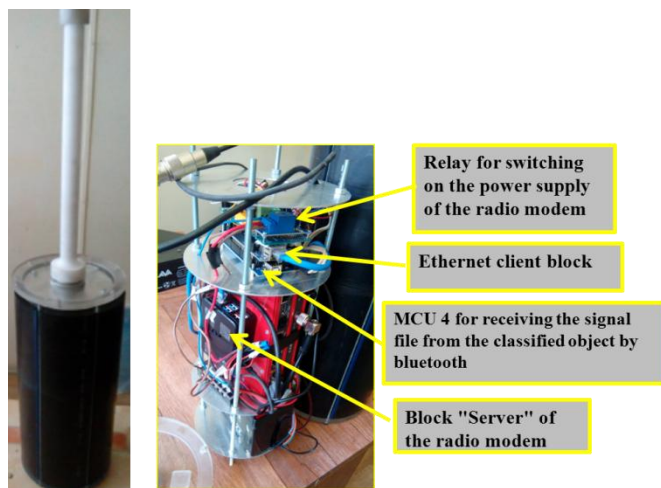 Relay for switching
on the power supply
of the radio modem
Ethernet client block
MCU 4 for receiving the signal
file from the classified object by
bluetooth
Block "Server" of
the radio modem